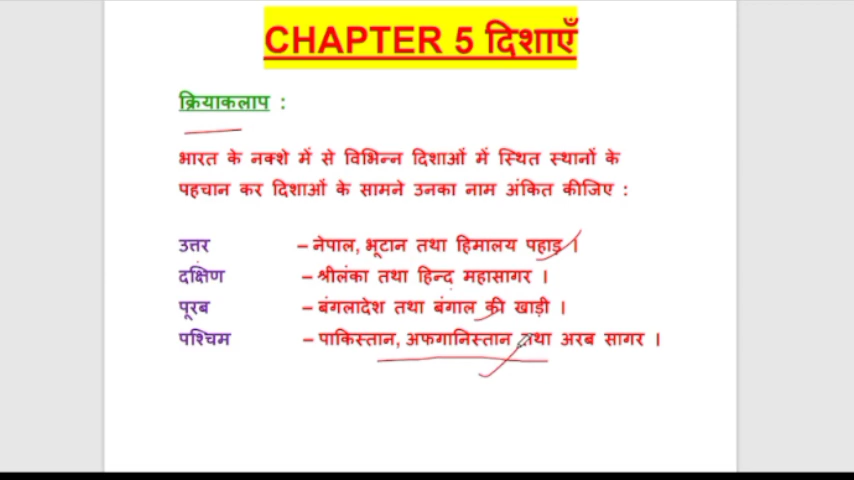 CHAPTER 5 दिशाएँ
क्रियाकलाप :
भारत के नक्शे में से विभिन्न दिशाओं में स्थित स्थानों के
पहचान कर दिशाओं के सामने उनका नाम अंकित कीजिए :
उत्तर – नेपाल, भूटान तथा हिमालय पहाड़ ।
दक्षिण – श्रीलंका तथा हिन्द महासागर ।
पूरब – बंगलादेश तथा बंगाल की खाड़ी ।
पश्चिम – पाकिस्तान, अफगानिस्तान तथा अरब सागर ।